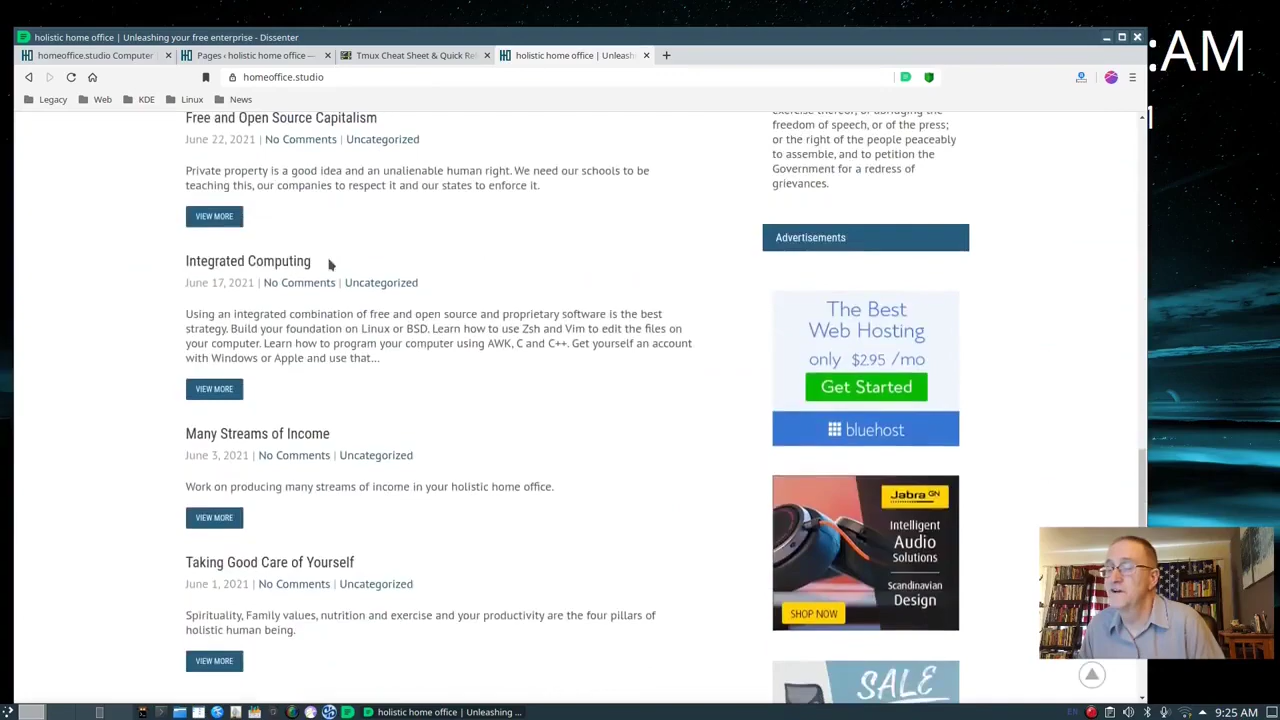 :AM
holistic home office | Unleashing your free enterprise - Dissenter
homeoffice.studio Computer
Pages ‹ holistic home office —
Tmux Cheat Sheet & Quick Re
holistic home office | Unleash
homeoffice.studio
Legacy
Web
KDE
Linux
News
Free and Open Source Capitalism
June 22, 2021 | No Comments | Uncategorized
Private property is a good idea and an unalienable human right. We need our schools to be
teaching this, our companies to respect it and our states to enforce it.
VIEW MORE
Integrated Computing
June 17, 2021 | No Comments | Uncategorized
Using an integrated combination of free and open source and proprietary software is the best
strategy. Build your foundation on Linux or BSD. Learn how to use Zsh and Vim to edit the files on
your computer. Learn how to program your computer using AWK, C and C++. Get yourself an account
with Windows or Apple and use that...
VIEW MORE
Many Streams of Income
June 3, 2021 | No Comments | Uncategorized
Work on producing many streams of income in your holistic home office.
VIEW MORE
Taking Good Care of Yourself
June 1, 2021 | No Comments | Uncategorized
Spirituality, Family values, nutrition and exercise and your productivity are the four pillars of
holistic human being.
VIEW MORE
exercise thereof; or abridging the
freedom of speech, or of the press;
or the right of the people peaceably
to assemble, and to petition the
Government for a redress of
grievances.
Advertisements
The Best
Web Hosting
only $2.95 /mo
Get Started
bluehost
Jabra GN
Intelligent
Audio
Solutions
Scandinavian
Design
SHOP NOW
SALE
holistic home office | Unleashing ...
EN
9:25 AM